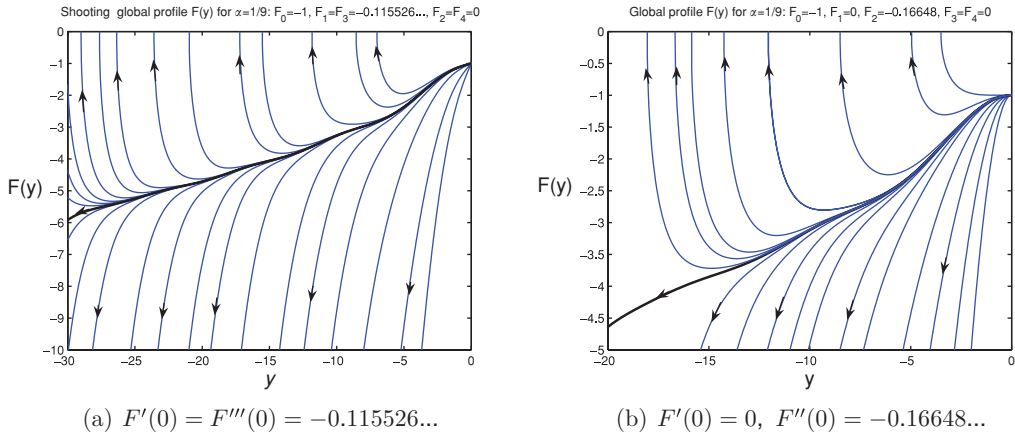 Shooting global profile F(y) for α=1/9: F₀=−1, F₁=F₃=−0.115526..., F₂=F₄=0
0
−1
−2
−3
−4
−5
−6
−7
−8
−9
−10
F(y)
−30 −25 −20 −15 −10 −5 0
y
(a) F′(0) = F′′′(0) = −0.115526...
Global profile F(y) for α=1/9: F₀=−1, F₁=0, F₂=−0.16648, F₃=F₄=0
0
−0.5
−1
−1.5
−2
−2.5
−3
−3.5
−4
−4.5
−5
F(y)
−20 −15 −10 −5 0
y
(b) F′(0) = 0, F′′(0) = −0.16648...